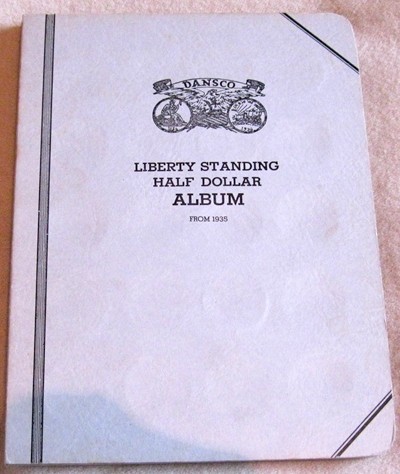 DANSCO
LIBERTY STANDING
HALF DOLLAR
ALBUM
FROM 1935